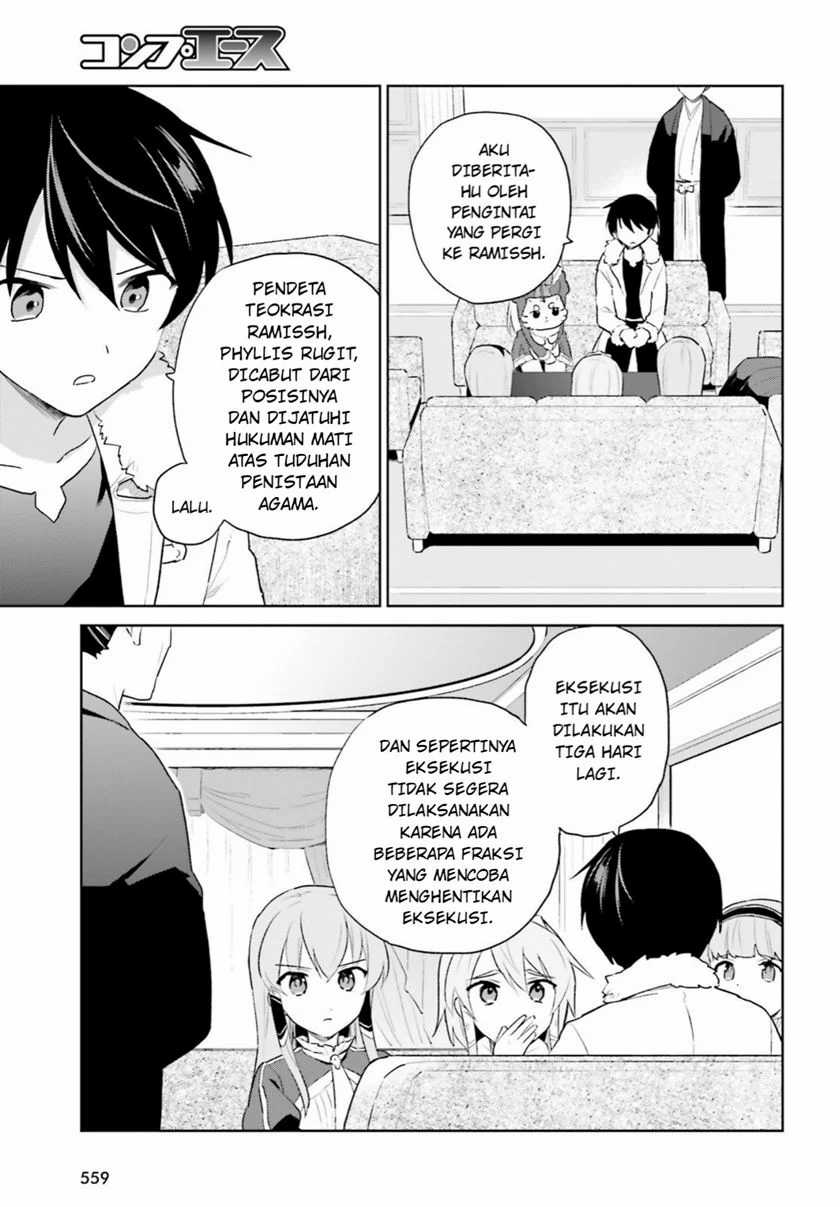 コンプ・エース
AKU
DIBERITA-
HU OLEH
PENGINTAI
YANG PERGI
KE RAMISSH.
PENDETA
TEOKRASI
RAMISSH,
PHYLLIS RUGIT,
DICABUT DARI
POSISINYA
DAN DIJATUHI
HUKUMAN MATI
ATAS TUDUHAN
PENISTAAN
AGAMA.
LALU.
EKSEKUSI
ITU AKAN
DILAKUKAN
TIGA HARI
LAGI.
DAN SEPERTINYA
EKSEKUSI
TIDAK SEGERA
DILAKSANAKAN
KARENA ADA
BEBERAPA FRAKSI
YANG MENCOBA
MENGHENTIKAN
EKSEKUSI.
559